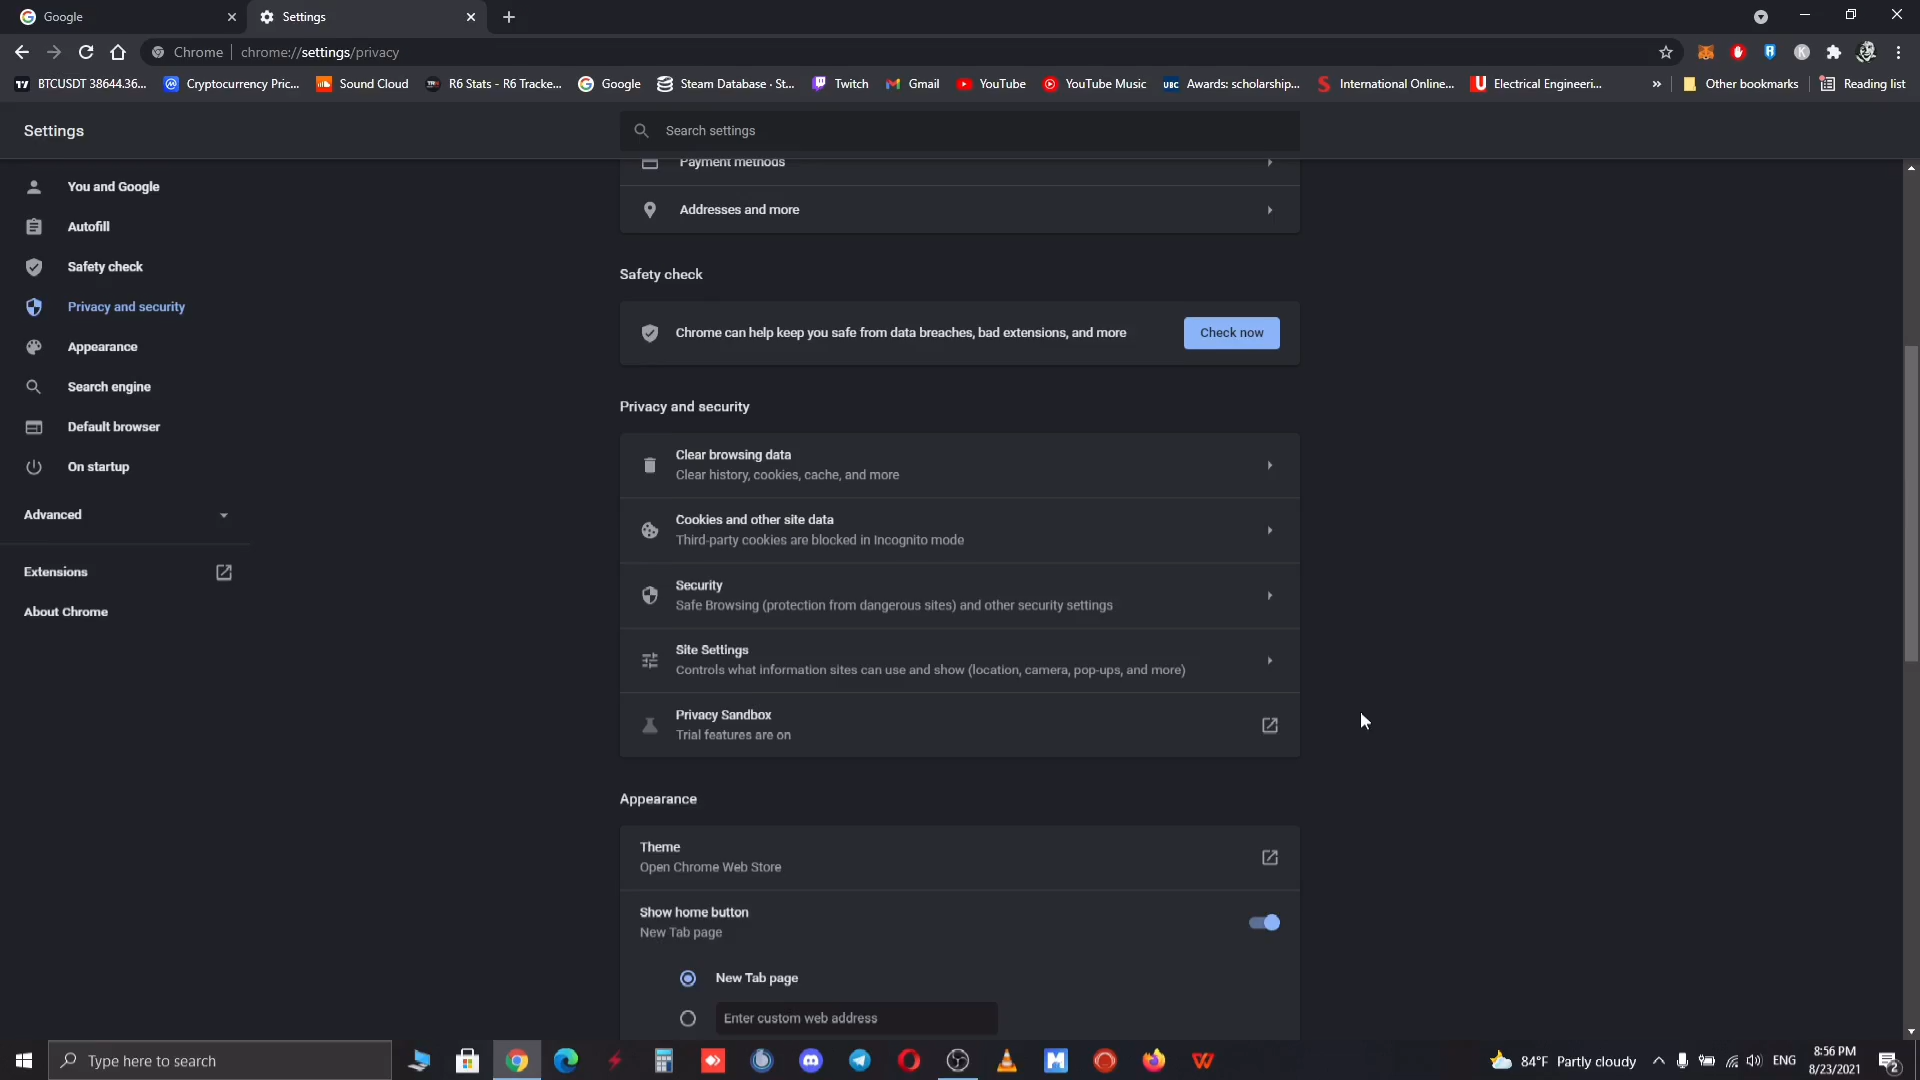 Google
Settings
Chrome
chrome://settings/privacy
BTCUSDT 38644.36...
Cryptocurrency Pric...
Sound Cloud
R6 Stats - R6 Tracke...
Google
Steam Database · St...
Twitch
Gmail
YouTube
YouTube Music
UBC
Awards: scholarship...
International Online...
Electrical Engineeri...
»
Other bookmarks
Reading list
Settings
Search settings
You and Google
Autofill
Safety check
Privacy and security
Appearance
Search engine
Default browser
On startup
Advanced
Extensions
About Chrome
Payment methods
Addresses and more
Safety check
Chrome can help keep you safe from data breaches, bad extensions, and more
Check now
Privacy and security
Clear browsing data
Clear history, cookies, cache, and more
Cookies and other site data
Third-party cookies are blocked in Incognito mode
Security
Safe Browsing (protection from dangerous sites) and other security settings
Site Settings
Controls what information sites can use and show (location, camera, pop-ups, and more)
Privacy Sandbox
Trial features are on
Appearance
Theme
Open Chrome Web Store
Show home button
New Tab page
New Tab page
Enter custom web address
Type here to search
84°F Partly cloudy
ENG
8:56 PM
8/23/2021
2